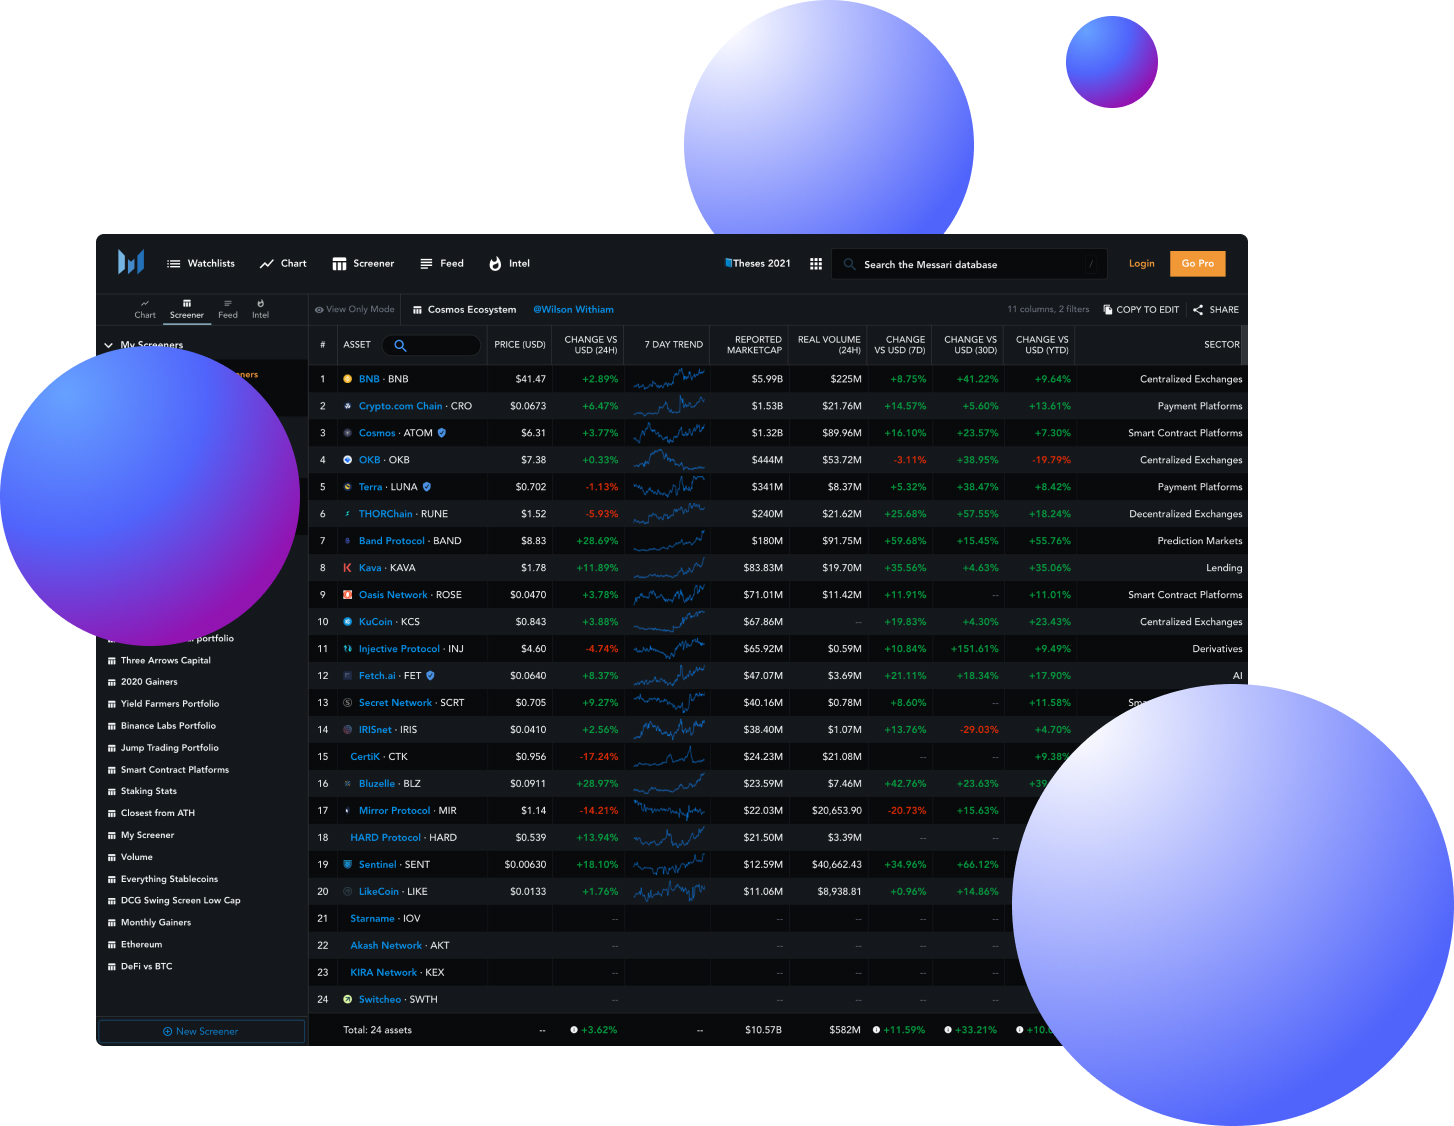 Watchlists Chart Screener Feed Intel Theses 2021 Search the Messari database / Login Go Pro
Chart Screener Feed Intel View Only Mode Cosmos Ecosystem @Wilson Withiam 11 columns, 2 filters COPY TO EDIT SHARE
My Screeners
portfolio
Three Arrows Capital
2020 Gainers
Yield Farmers Portfolio
Binance Labs Portfolio
Jump Trading Portfolio
Smart Contract Platforms
Staking Stats
Closest from ATH
My Screener
Volume
Everything Stablecoins
DCG Swing Screen Low Cap
Monthly Gainers
Ethereum
DeFi vs BTC
New Screener
# ASSET PRICE (USD) CHANGE VS USD (24H) 7 DAY TREND REPORTED MARKETCAP REAL VOLUME (24H) CHANGE VS USD (7D) CHANGE VS USD (30D) CHANGE VS USD (YTD) SECTOR
1 BNB · BNB $41.47 +2.89% $5.99B $225M +8.75% +41.22% +9.64% Centralized Exchanges
2 Crypto.com Chain · CRO $0.0673 +6.47% $1.53B $21.76M +14.57% +5.60% +13.61% Payment Platforms
3 Cosmos · ATOM $6.31 +3.77% $1.32B $89.96M +16.10% +23.57% +7.30% Smart Contract Platforms
4 OKB · OKB $7.38 +0.33% $444M $53.72M -3.11% +38.95% -19.79% Centralized Exchanges
5 Terra · LUNA $0.702 -1.13% $341M $8.37M +5.32% +38.47% +8.42% Payment Platforms
6 THORChain · RUNE $1.52 -5.93% $240M $21.62M +25.68% +57.55% +18.24% Decentralized Exchanges
7 Band Protocol · BAND $8.83 +28.69% $180M $91.75M +59.68% +15.45% +55.76% Prediction Markets
8 Kava · KAVA $1.78 +11.89% $83.83M $19.70M +35.56% +4.63% +35.06% Lending
9 Oasis Network · ROSE $0.0470 +3.78% $71.01M $11.42M +11.91% -- +11.01% Smart Contract Platforms
10 KuCoin · KCS $0.843 +3.88% $67.86M -- +19.83% +4.30% +23.43% Centralized Exchanges
11 Injective Protocol · INJ $4.60 -4.74% $65.92M $0.59M +10.84% +151.61% +9.49% Derivatives
12 Fetch.ai · FET $0.0640 +8.37% $47.07M $3.69M +21.11% +18.34% +17.90% AI
13 Secret Network · SCRT $0.705 +9.27% $40.16M $0.78M +8.60% -- +11.58%
14 IRISnet · IRIS $0.0410 +2.56% $38.40M $1.07M +13.76% -29.03% +4.70%
15 CertiK · CTK $0.956 -17.24% $24.23M $21.08M -- -- +9.38%
16 Bluzelle · BLZ $0.0911 +28.97% $23.59M $7.46M +42.76% +23.63%
17 Mirror Protocol · MIR $1.14 -14.21% $22.03M $20,653.90 -20.73% +15.63%
18 HARD Protocol · HARD $0.539 +13.94% $21.50M $3.39M -- --
19 Sentinel · SENT $0.00630 +18.10% $12.59M $40,662.43 +34.96% +66.12%
20 LikeCoin · LIKE $0.0133 +1.76% $11.06M $8,938.81 +0.96% +14.86%
21 Starname · IOV -- -- -- -- --
22 Akash Network · AKT -- -- -- -- --
23 KIRA Network · KEX -- -- -- -- --
24 Switcheo · SWTH -- -- -- -- --
Total: 24 assets -- +3.62% -- $10.57B $582M +11.59% +33.21%